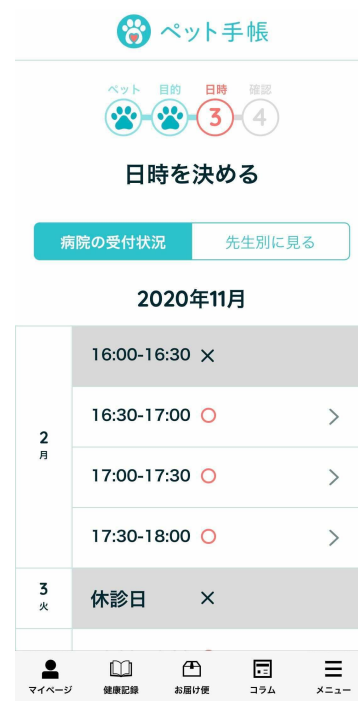 ペット手帳
ペット 目的 日時 確認
3 4
日時を決める
病院の受付状況 先生別に見る
2020年11月
16:00-16:30 ×
16:30-17:00 ○ >
2
月
17:00-17:30 ○ >
17:30-18:00 ○ >
3
火
休診日 ×
マイページ 健康記録 お届け便 コラム メニュー